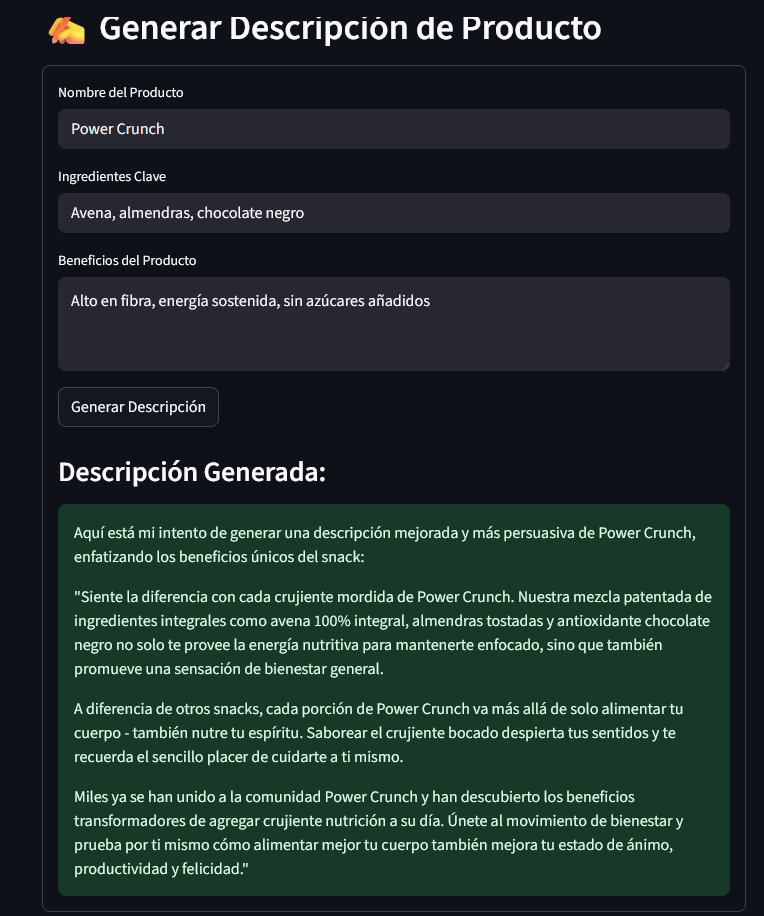 Generar Descripción de Producto
Nombre del Producto
Power Crunch
Ingredientes Clave
Avena, almendras, chocolate negro
Beneficios del Producto
Alto en fibra, energía sostenida, sin azúcares añadidos
Generar Descripción
Descripción Generada:
Aquí está mi intento de generar una descripción mejorada y más persuasiva de Power Crunch,
enfatizando los beneficios únicos del snack:
"Siente la diferencia con cada crujiente mordida de Power Crunch. Nuestra mezcla patentada de
ingredientes integrales como avena 100% integral, almendras tostadas y antioxidante chocolate
negro no solo te provee la energía nutritiva para mantenerte enfocado, sino que también
promueve una sensación de bienestar general.
A diferencia de otros snacks, cada porción de Power Crunch va más allá de solo alimentar tu
cuerpo - también nutre tu espíritu. Saborear el crujiente bocado despierta tus sentidos y te
recuerda el sencillo placer de cuidarte a ti mismo.
Miles ya se han unido a la comunidad Power Crunch y han descubierto los beneficios
transformadores de agregar crujiente nutrición a su día. Únete al movimiento de bienestar y
prueba por ti mismo cómo alimentar mejor tu cuerpo también mejora tu estado de ánimo,
productividad y felicidad."